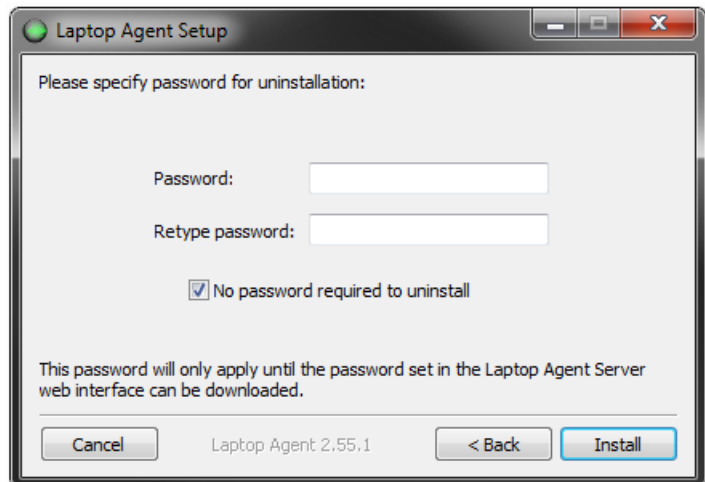 Laptop Agent Setup
Please specify password for uninstallation:
Password:
Retype password:
No password required to uninstall
This password will only apply until the password set in the Laptop Agent Server
web interface can be downloaded.
Cancel
Laptop Agent 2.55.1
< Back
Install